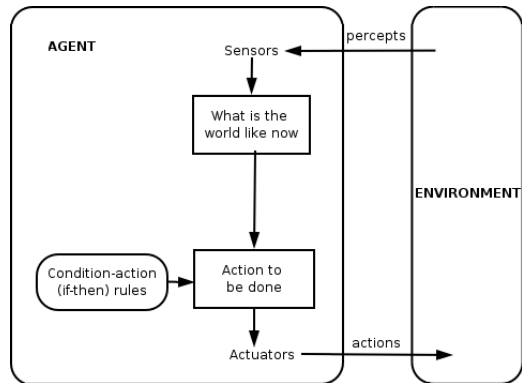 AGENT
Sensors
percepts
What is the
world like now
ENVIRONMENT
Condition-action
(if-then) rules
Action to
be done
Actuators
actions